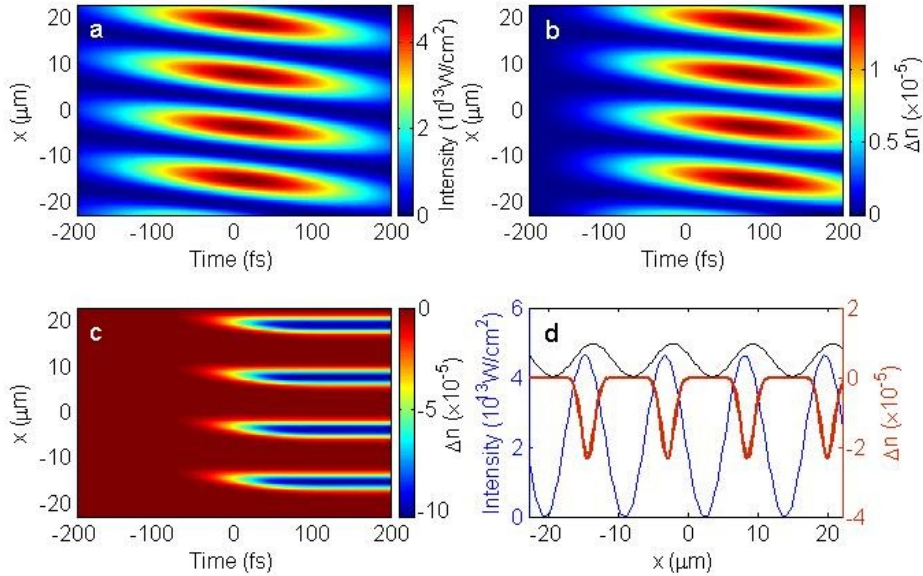 a
20
10
0
-10
-20
x (μm)
-200 -100 0 100 200
Time (fs)
4
2
0
Intensity (10¹³W/cm²)
b
20
10
0
-10
-20
x (μm)
-200 -100 0 100 200
Time (fs)
1
0.5
0
Δn (×10⁻⁵)
c
20
10
0
-10
-20
x (μm)
-200 -100 0 100 200
Time (fs)
0
-5
-10
Δn (×10⁻⁵)
d
6
4
2
0
Intensity (10¹³W/cm²)
-20 -10 0 10 20
x (μm)
2
0
-2
-4
Δn (×10⁻⁵)